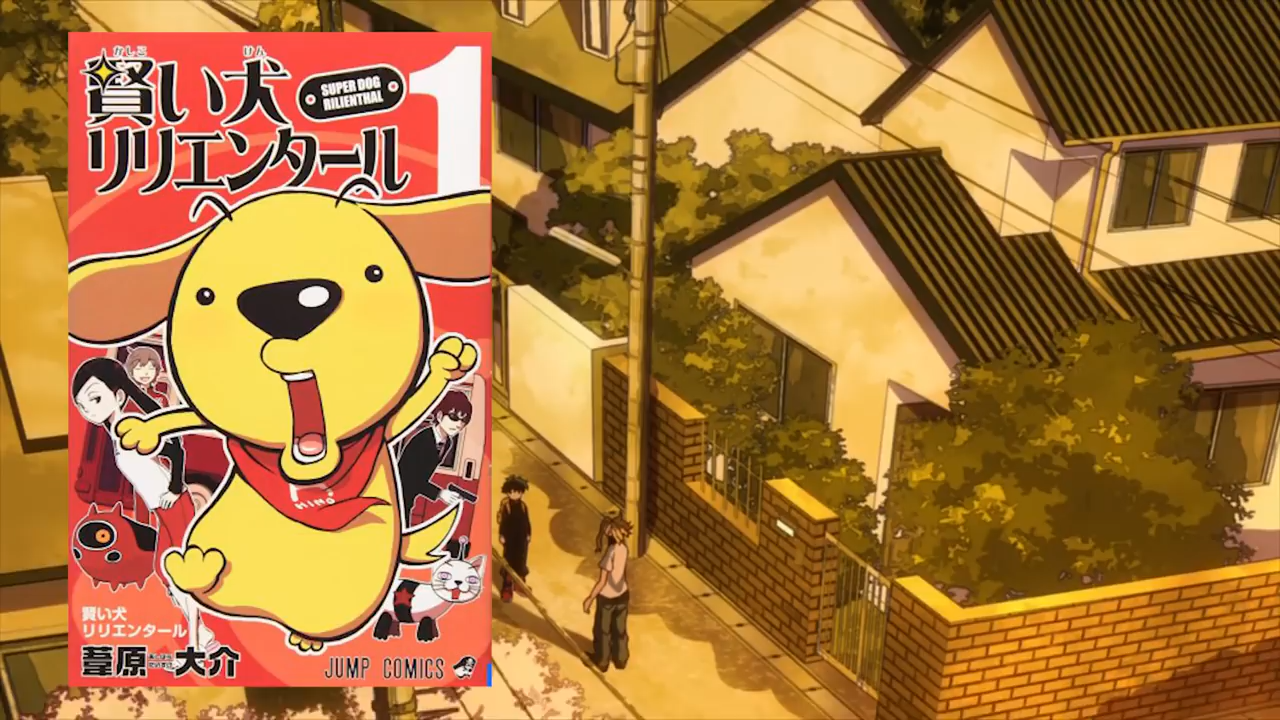 かしこ けん
賢い犬
リリエンタール
SUPER DOG
RILIENTHAL
1
NINO
賢い犬
リリエンタール
葦原大介
JUMP COMICS